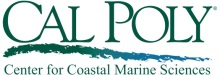 CAL POLY®
Center for Coastal Marine Sciences